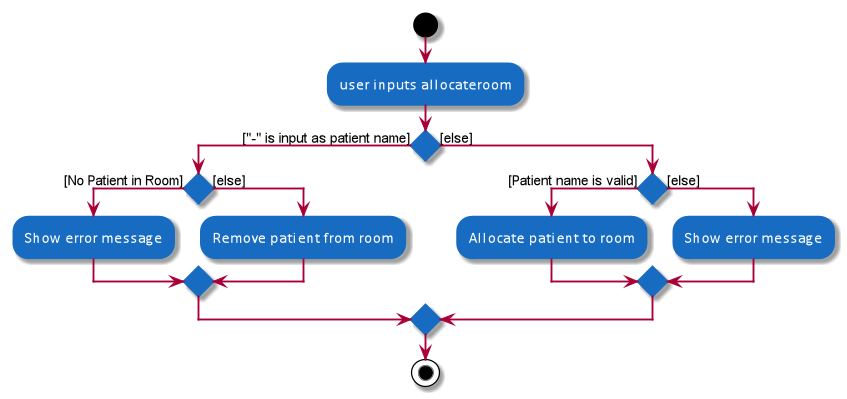 user inputs allocateroom
["-" is input as patient name]
[else]
[No Patient in Room]
[else]
[Patient name is valid]
[else]
Show error message
Remove patient from room
Allocate patient to room
Show error message